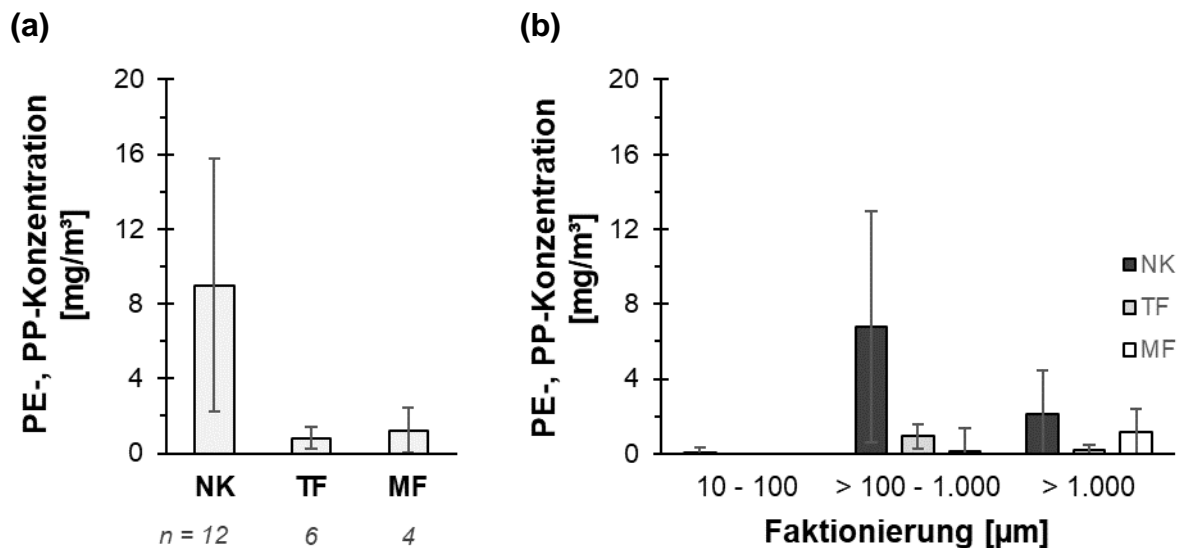 (a)
PE-, PP-Konzentration
[mg/m³]
20
16
12
8
4
0
NK TF MF
n = 12 6 4
(b)
PE-, PP-Konzentration
[mg/m³]
20
16
12
8
4
0
NK
TF
MF
10 - 100 > 100 - 1.000 > 1.000
Faktionierung [µm]